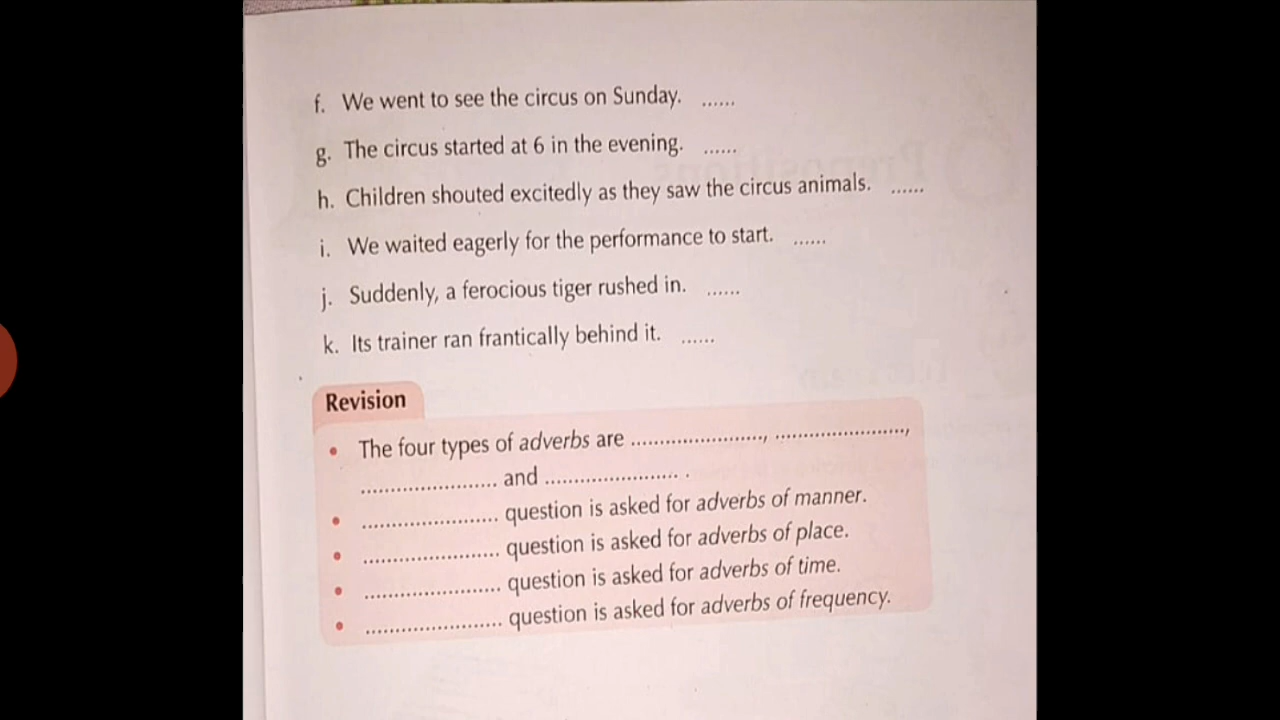 f. We went to see the circus on Sunday. ......
g. The circus started at 6 in the evening. ......
h. Children shouted excitedly as they saw the circus animals. ......
i. We waited eagerly for the performance to start. ......
j. Suddenly, a ferocious tiger rushed in. ......
k. Its trainer ran frantically behind it. ......
Revision
• The four types of adverbs are ......................., .......................,
....................... and ....................... .
• ....................... question is asked for adverbs of manner.
• ....................... question is asked for adverbs of place.
• ....................... question is asked for adverbs of time.
• ....................... question is asked for adverbs of frequency.